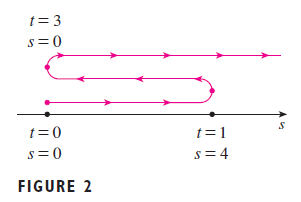 t = 3
s = 0
s
t = 0
t = 1
s = 0
s = 4
FIGURE 2